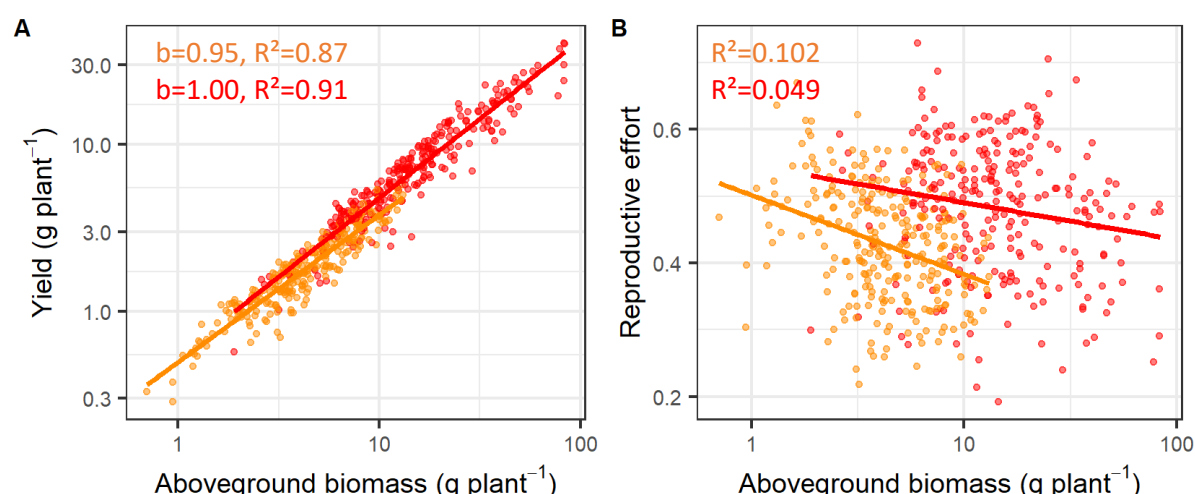 A
b=0.95, R²=0.87
b=1.00, R²=0.91
Yield (g plant⁻¹)
30.0
10.0
3.0
1.0
0.3
1
10
100
Aboveground biomass (g plant⁻¹)
B
R²=0.102
R²=0.049
Reproductive effort
0.6
0.4
0.2
1
10
100
Aboveground biomass (g plant⁻¹)